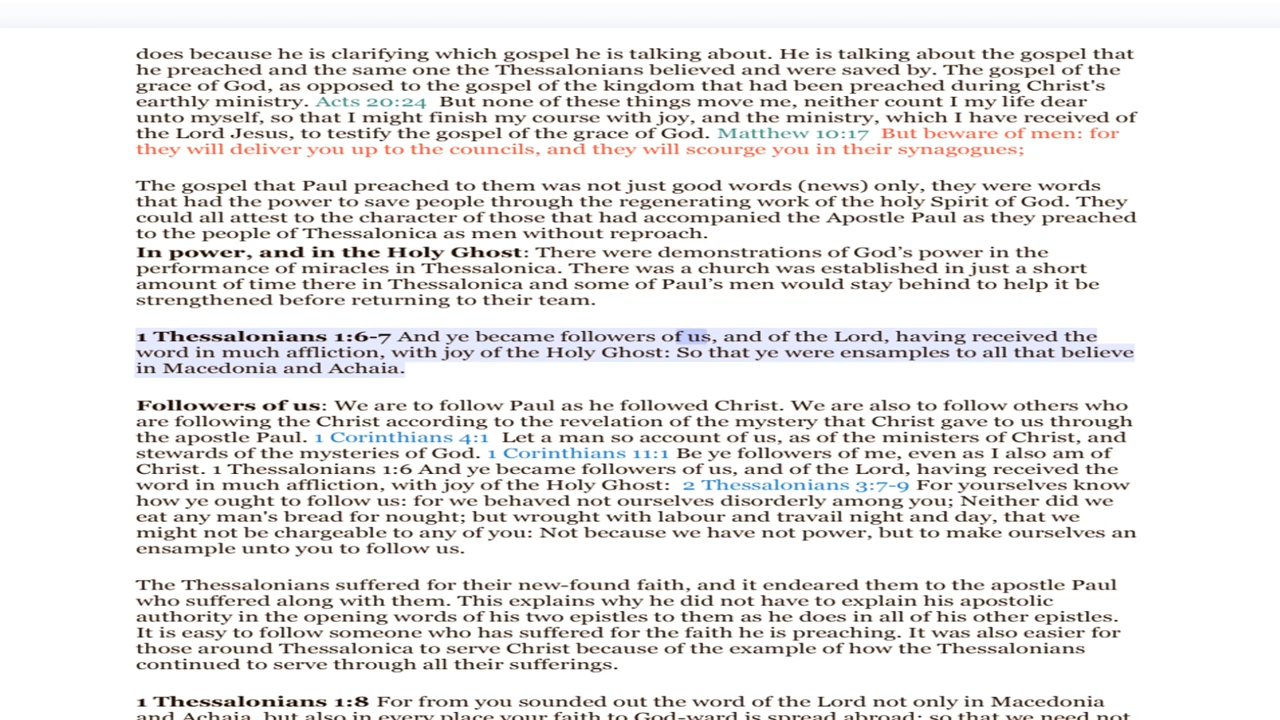 does because he is clarifying which gospel he is talking about. He is talking about the gospel that
he preached and the same one the Thessalonians believed and were saved by. The gospel of the
grace of God, as opposed to the gospel of the kingdom that had been preached during Christ's
earthly ministry. Acts 20:24 But none of these things move me, neither count I my life dear
unto myself, so that I might finish my course with joy, and the ministry, which I have received of
the Lord Jesus, to testify the gospel of the grace of God. Matthew 10:17 But beware of men: for
they will deliver you up to the councils, and they will scourge you in their synagogues;
The gospel that Paul preached to them was not just good words (news) only, they were words
that had the power to save people through the regenerating work of the holy Spirit of God. They
could all attest to the character of those that had accompanied the Apostle Paul as they preached
to the people of Thessalonica as men without reproach.
In power, and in the Holy Ghost: There were demonstrations of God’s power in the
performance of miracles in Thessalonica. There was a church was established in just a short
amount of time there in Thessalonica and some of Paul’s men would stay behind to help it be
strengthened before returning to their team.
1 Thessalonians 1:6-7 And ye became followers of us, and of the Lord, having received the
word in much affliction, with joy of the Holy Ghost: So that ye were ensamples to all that believe
in Macedonia and Achaia.
Followers of us: We are to follow Paul as he followed Christ. We are also to follow others who
are following the Christ according to the revelation of the mystery that Christ gave to us through
the apostle Paul. 1 Corinthians 4:1 Let a man so account of us, as of the ministers of Christ, and
stewards of the mysteries of God. 1 Corinthians 11:1 Be ye followers of me, even as I also am of
Christ. 1 Thessalonians 1:6 And ye became followers of us, and of the Lord, having received the
word in much affliction, with joy of the Holy Ghost: 2 Thessalonians 3:7-9 For yourselves know
how ye ought to follow us: for we behaved not ourselves disorderly among you; Neither did we
eat any man's bread for nought; but wrought with labour and travail night and day, that we
might not be chargeable to any of you: Not because we have not power, but to make ourselves an
ensample unto you to follow us.
The Thessalonians suffered for their new-found faith, and it endeared them to the apostle Paul
who suffered along with them. This explains why he did not have to explain his apostolic
authority in the opening words of his two epistles to them as he does in all of his other epistles.
It is easy to follow someone who has suffered for the faith he is preaching. It was also easier for
those around Thessalonica to serve Christ because of the example of how the Thessalonians
continued to serve through all their sufferings.
1 Thessalonians 1:8 For from you sounded out the word of the Lord not only in Macedonia
and Achaia, but also in every place your faith to God-ward is spread abroad; so that we need not